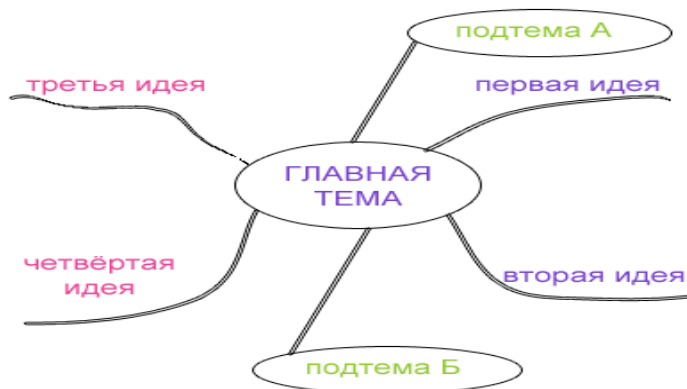 подтема А
третья идея
первая идея
ГЛАВНАЯ
ТЕМА
четвёртая
идея
вторая идея
подтема Б